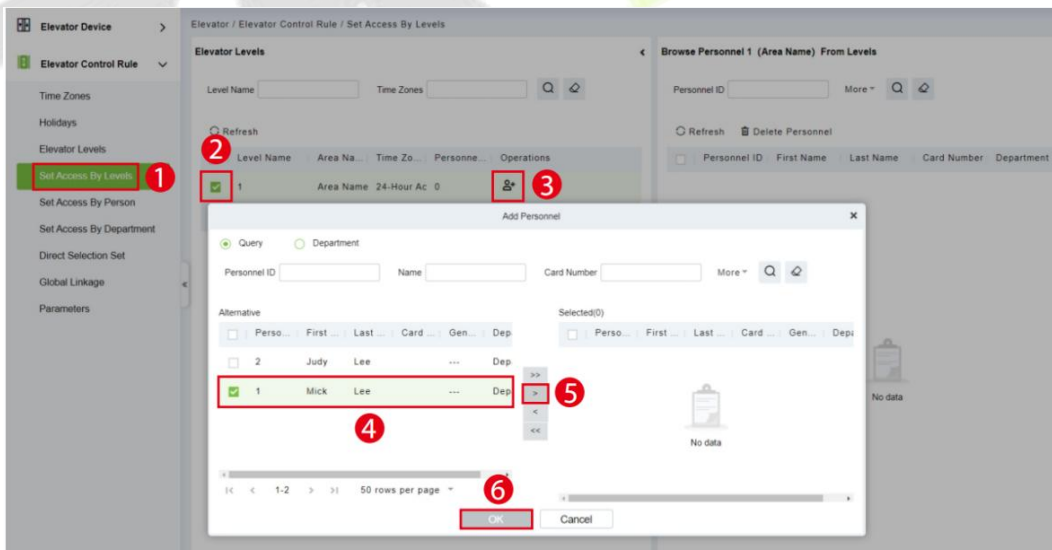 Elevator Device
Elevator Control Rule
Time Zones
Holidays
Elevator Levels
Set Access By Levels
1
Set Access By Person
Set Access By Department
Direct Selection Set
Global Linkage
Parameters
Elevator / Elevator Control Rule / Set Access By Levels
Elevator Levels
Level Name Time Zones
Refresh
2
Level Name Area Na... Time Zo... Personne... Operations
1 Area Name 24-Hour Ac 0
3
Browse Personnel 1 (Area Name) From Levels
Personnel ID More
Refresh Delete Personnel
Personnel ID First Name Last Name Card Number Department
No data
Add Personnel
Query Department
Personnel ID Name Card Number More
Alternative
Perso... First ... Last ... Card ... Gen... Dep
2 Judy Lee --- Dep
1 Mick Lee --- Dep
4
1-2 50 rows per page
>>
>
<
<<
5
Selected(0)
Perso... First ... Last ... Card ... Gen... Depa
No data
6
OK Cancel